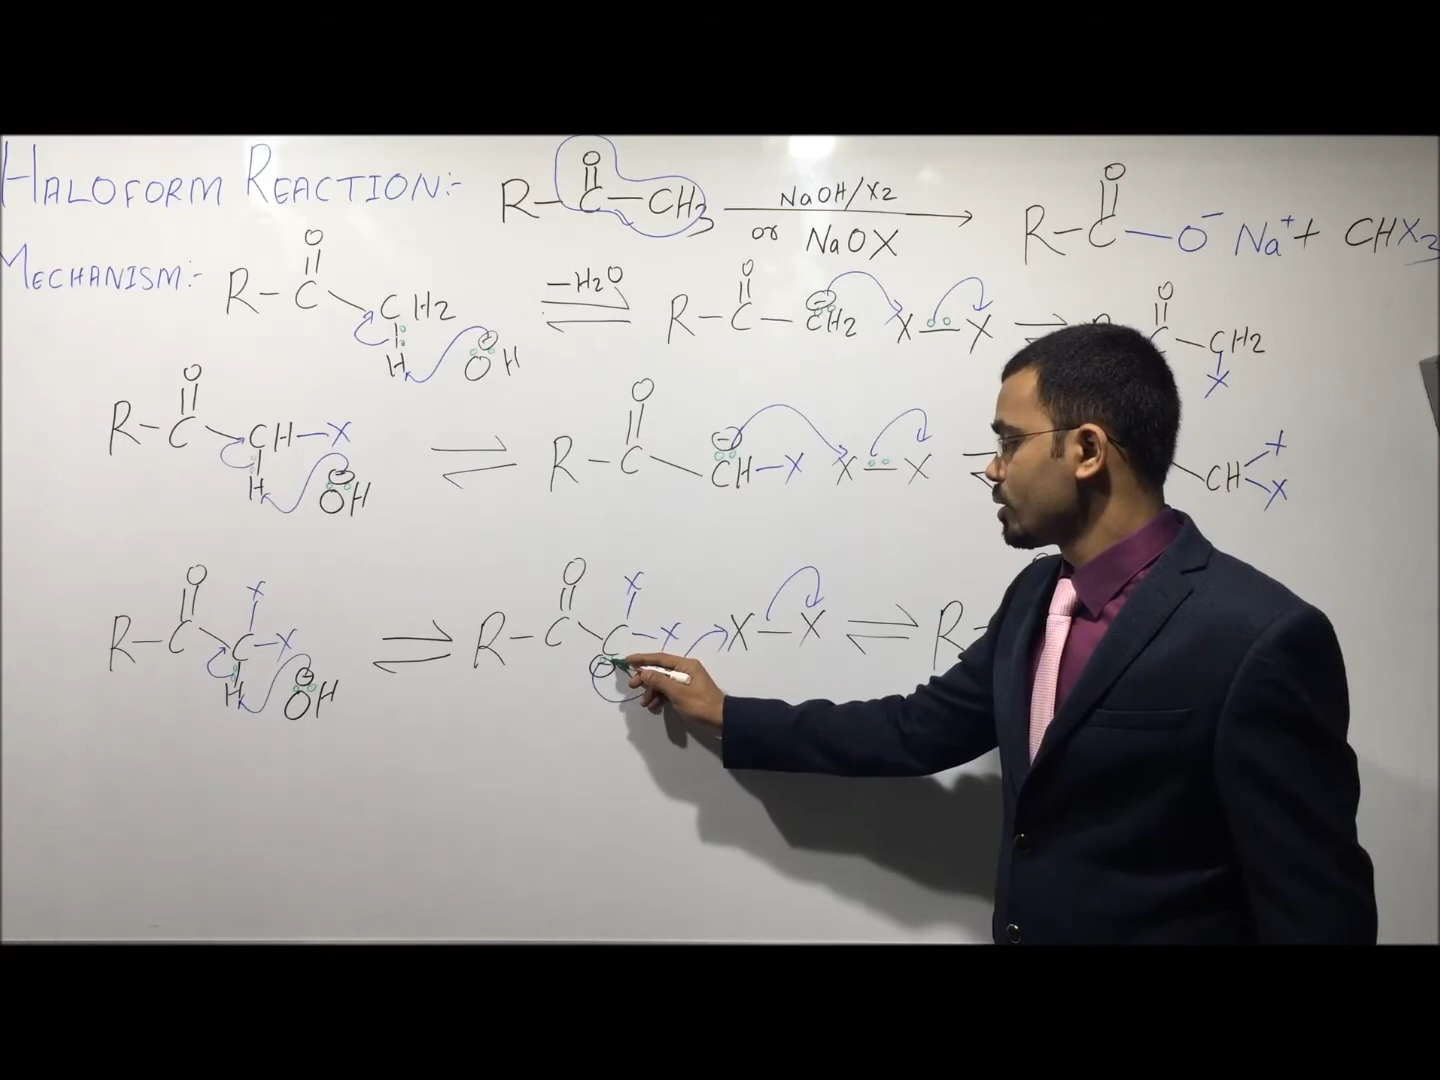 HALOFORM REACTION:- R-C(=O)-CH3 NaOH/X2 or NaOX R-C(=O)-O⁻ Na⁺ + CHX3
MECHANISM:- R-C(=O)-CH2-H ⊖OH -H2O R-C(=O)-⊖CH2 X-X C(=O)-CH2-X
R-C(=O)-CH(-H)-X ⊖OH R-C(=O)-⊖CH-X X-X CH(-X)-X
R-C(=O)-C(-X)(-X)-H ⊖OH R-C(=O)-C⊖(-X)-X X-X R-